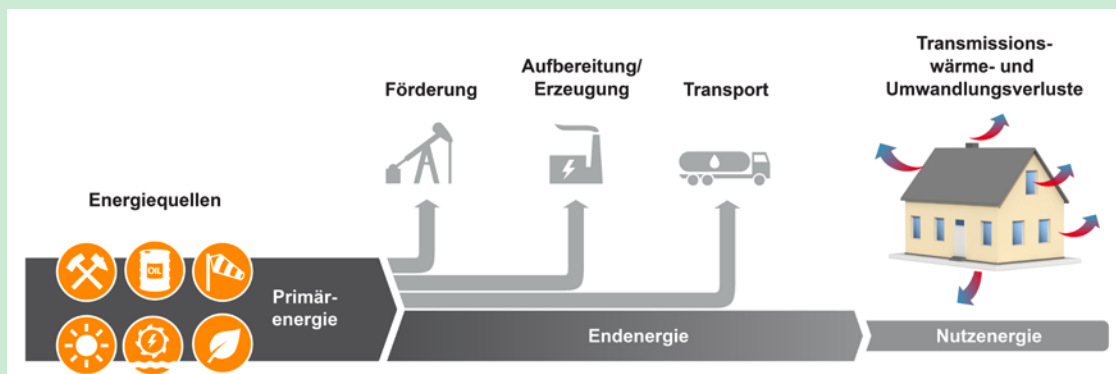 Transmissions-
wärme- und
Umwandlungsverluste
Aufbereitung/
Erzeugung
Förderung
Transport
Energiequellen
OIL
Primär-
energie
Endenergie
Nutzenergie